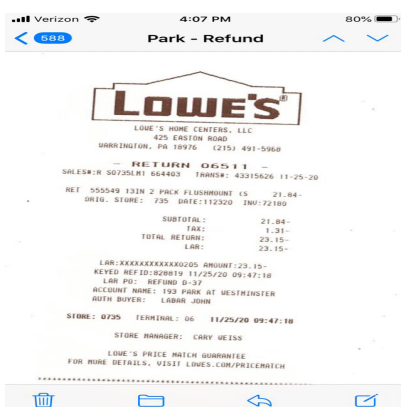 Verizon 4:07 PM 80%
588 Park - Refund
LOWE'S
LOWE'S HOME CENTERS, LLC
425 EASTON ROAD
WARRINGTON, PA 18976 (215) 491-5968
- RETURN 06511 -
SALES#:R S0735LM1 664403 TRANS#: 43315626 11-25-20
RET 555549 13IN 2 PACK FLUSHMOUNT (S 21.84-
ORIG. STORE: 735 DATE:112320 INV:72180
SUBTOTAL: 21.84-
TAX: 1.31-
TOTAL RETURN: 23.15-
LAR: 23.15-
LAR:XXXXXXXXXXXX0205 AMOUNT:23.15-
KEYED REFID:828819 11/25/20 09:47:18
LAR PO: REFUND D-37
ACCOUNT NAME: 193 PARK AT WESTMINSTER
AUTH BUYER: LABAR JOHN
STORE: 0735 TERMINAL: 06 11/25/20 09:47:18
STORE MANAGER: CARY WEISS
LOWE'S PRICE MATCH GUARANTEE
FOR MORE DETAILS, VISIT LOWES.COM/PRICEMATCH